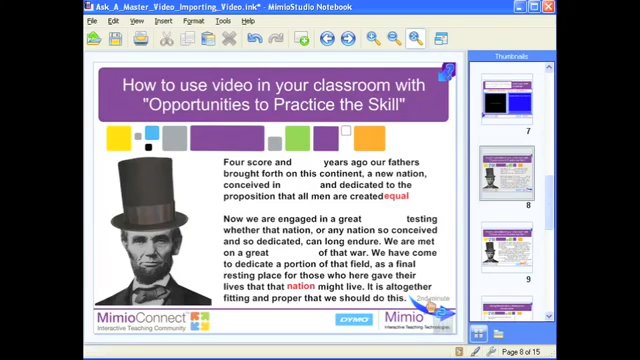 Ask_A_Master_Video_Importing_Video.ink* - MimioStudio Notebook
File Edit View Insert Format Tools Help
How to use video in your classroom with
"Opportunities to Practice the Skill"
Four score and years ago our fathers
brought forth on this continent, a new nation,
conceived in and dedicated to the
proposition that all men are created equal
Now we are engaged in a great testing
whether that nation, or any nation so conceived
and so dedicated, can long endure. We are met
on a great of that war. We have come
to dedicate a portion of that field, as a final
resting place for those who here gave their
lives that that nation might live. It is altogether
fitting and proper that we should do this.
2nd minute
MimioConnect
Interactive Teaching Community
DYMO
Mimio
Interactive Teaching Technologies
Thumbnails
7
8
9
Page 8 of 15